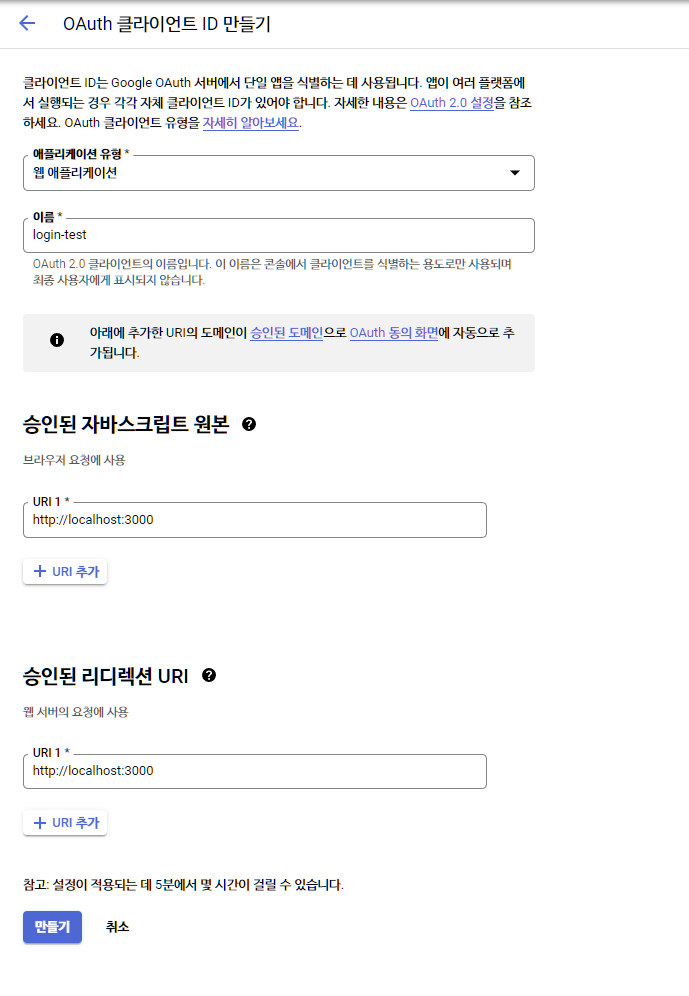 OAuth 클라이언트 ID 만들기
클라이언트 ID는 Google OAuth 서버에서 단일 앱을 식별하는 데 사용됩니다. 앱이 여러 플랫폼에
서 실행되는 경우 각각 자체 클라이언트 ID가 있어야 합니다. 자세한 내용은 OAuth 2.0 설정을 참조
하세요. OAuth 클라이언트 유형을 자세히 알아보세요.
애플리케이션 유형 *
웹 애플리케이션
이름 *
login-test
OAuth 2.0 클라이언트의 이름입니다. 이 이름은 콘솔에서 클라이언트를 식별하는 용도로만 사용되며
최종 사용자에게 표시되지 않습니다.
아래에 추가한 URI의 도메인이 승인된 도메인으로 OAuth 동의 화면에 자동으로 추
가됩니다.
승인된 자바스크립트 원본
브라우저 요청에 사용
URI 1 *
http://localhost:3000
+ URI 추가
승인된 리디렉션 URI
웹 서버의 요청에 사용
URI 1 *
http://localhost:3000
+ URI 추가
참고: 설정이 적용되는 데 5분에서 몇 시간이 걸릴 수 있습니다.
만들기 취소